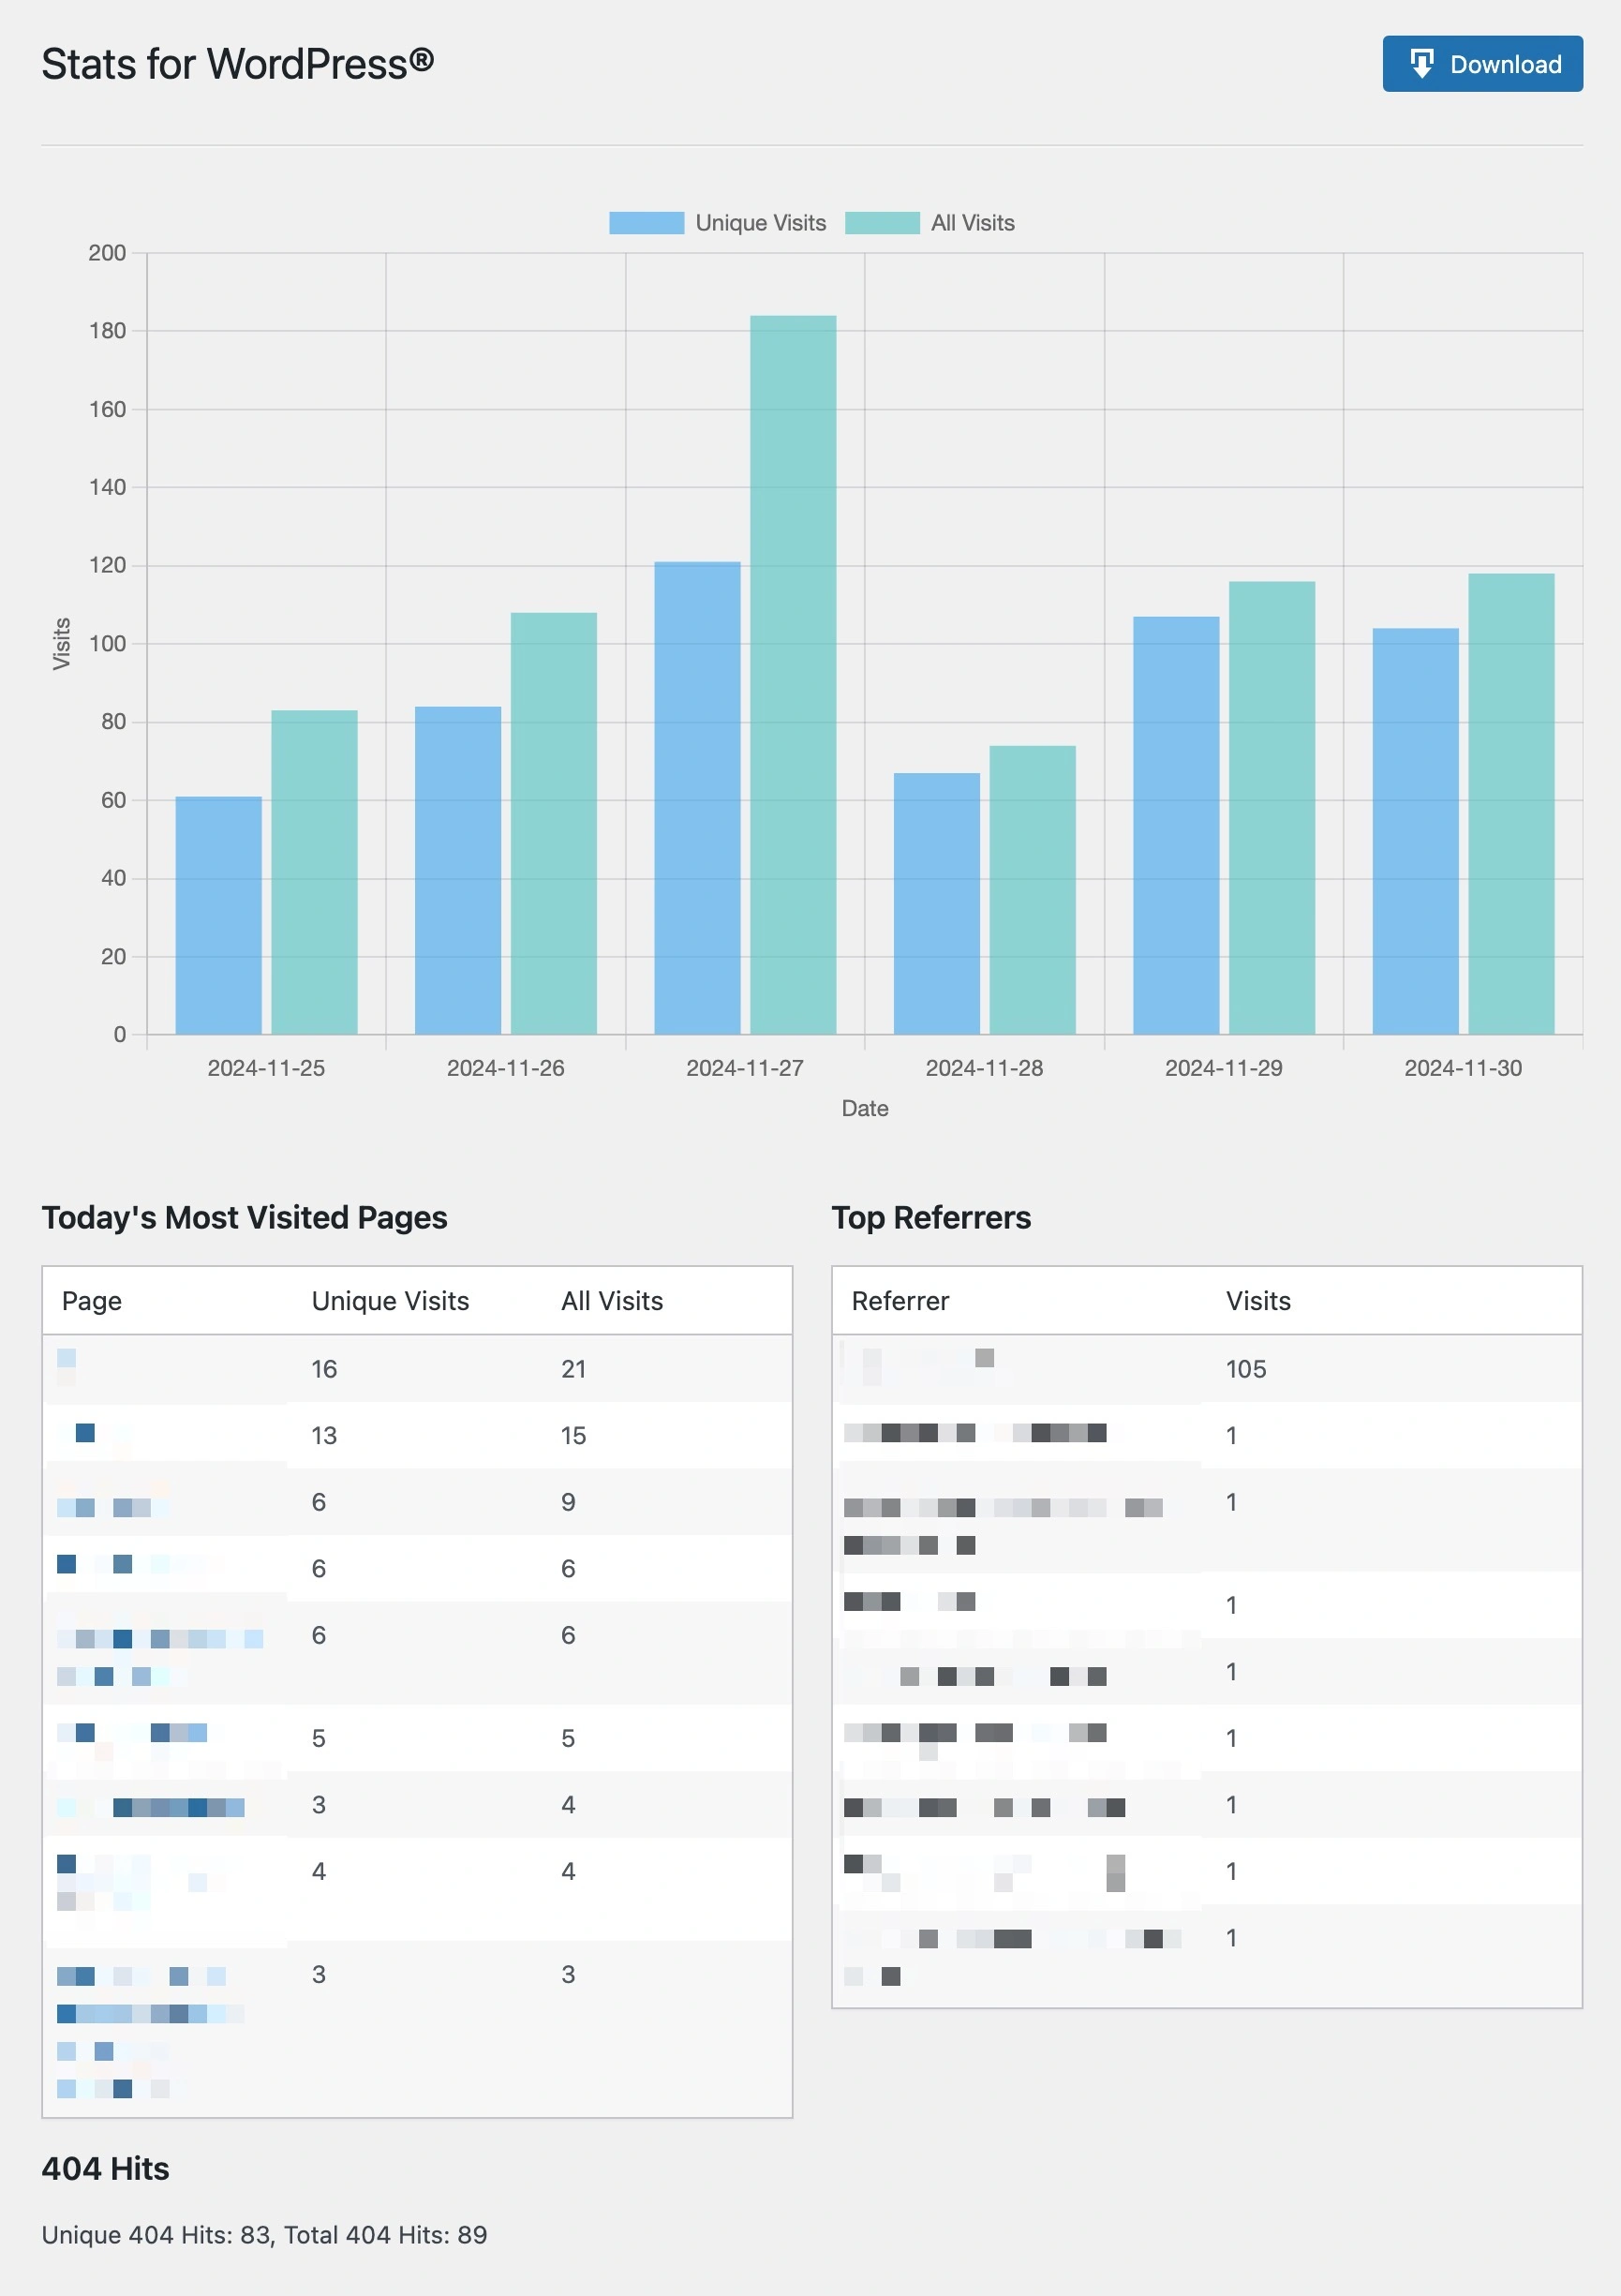 Stats for WordPress®
Download
Unique Visits All Visits
200
180
160
140
120
100
80
60
40
20
0
Visits
2024-11-25 2024-11-26 2024-11-27 2024-11-28 2024-11-29 2024-11-30
Date
Today's Most Visited Pages
Page Unique Visits All Visits
16 21
13 15
6 9
6 6
6 6
5 5
3 4
4 4
3 3
Top Referrers
Referrer Visits
105
1
1
1
1
1
1
1
1
404 Hits
Unique 404 Hits: 83, Total 404 Hits: 89